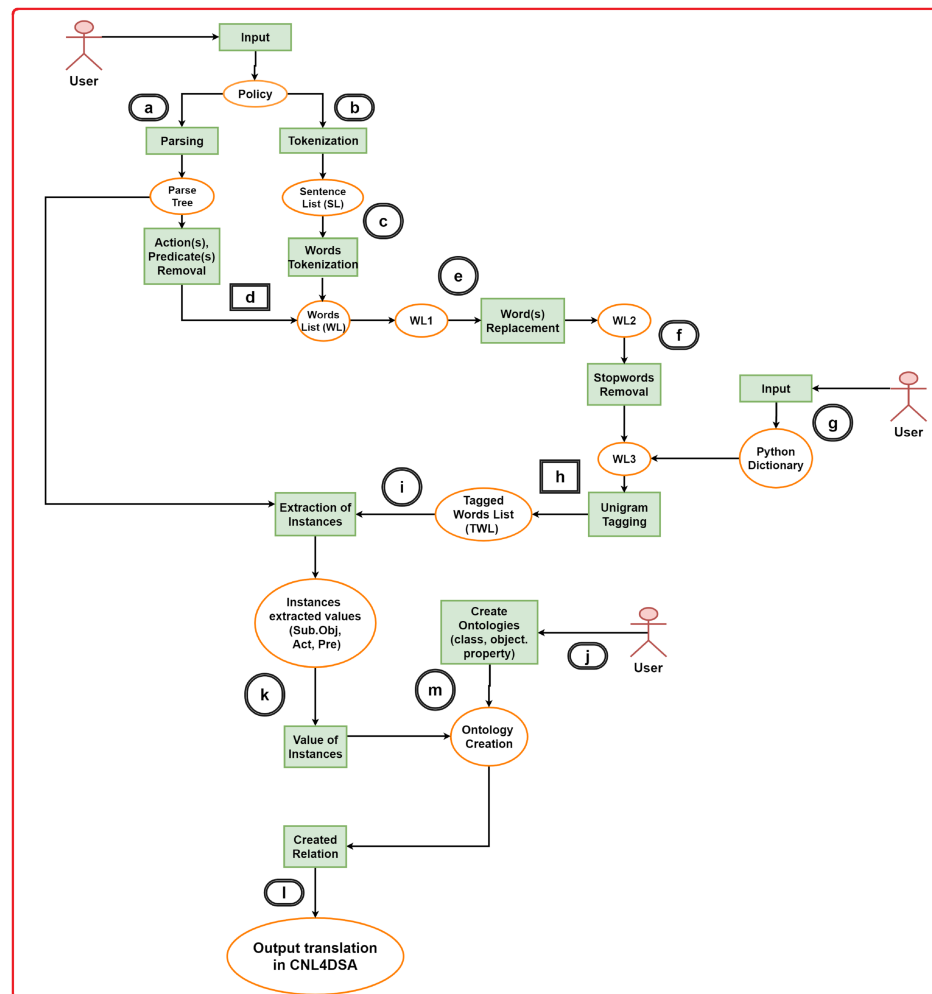 Input
User
Policy
a
b
Parsing
Tokenization
Parse
Tree
Sentence
List (SL)
c
Action(s),
Predicate(s)
Removal
Words
Tokenization
d
e
Words
List (WL)
WL1
Word(s)
Replacement
WL2
f
Stopwords
Removal
Input
User
g
WL3
Python
Dictionary
h
i
Extraction of
Instances
Tagged
Words List
(TWL)
Unigram
Tagging
Instances
extracted values
(Sub.Obj,
Act, Pre)
Create
Ontologies
(class, object.
property)
j
User
k
m
Value of
Instances
Ontology
Creation
Created
Relation
l
Output translation
in CNL4DSA